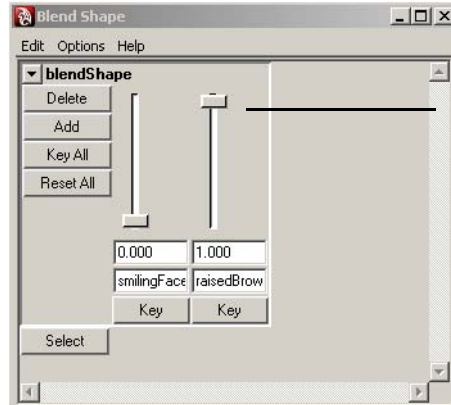 Blend Shape
Edit Options Help
blendShape
Delete
Add
Key All
Reset All
0.000 1.000
smilingFace raisedBrow
Key Key
Select